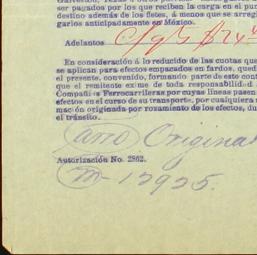 ser pagados por los que reciben la carga en el pun
destino además de los fletes, á menos que se arreg
garlos anticipadamente en México.
Adelantos
En consideración á lo reducido de las cuotas que
se aplican para efectos empacados en fardos, qued
el presente, convenido, formando parte de este cont
que el remitente exime de toda responsabilidad
Compañías Ferrocarrileras por cuyas líneas pasen
efectos en el curso de su transporte, por cualquiera
mación originada por rozamiento de los efectos, du
el tránsito.
Original
Autorización No. 2862.
M-12925